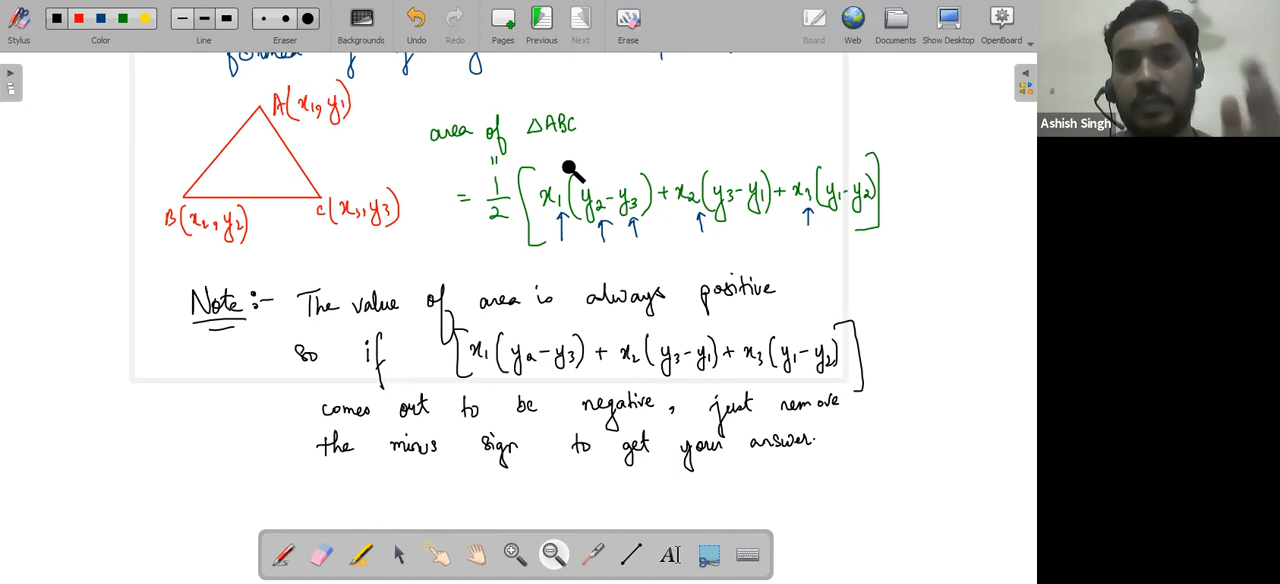 Stylus Color Line Eraser Backgrounds Undo Redo Pages Previous Next Erase Board Web Documents Show Desktop OpenBoard
Ashish Singh
A(x₁, y₁)
B(x₂, y₂)
C(x₃, y₃)
area of △ABC
= 1/2 [x₁(y₂-y₃) + x₂(y₃-y₁) + x₃(y₁-y₂)]
Note:- The value of area is always positive
so if [x₁(y₂-y₃) + x₂(y₃-y₁) + x₃(y₁-y₂)]
comes out to be negative, just remove
the minus sign to get your answer.